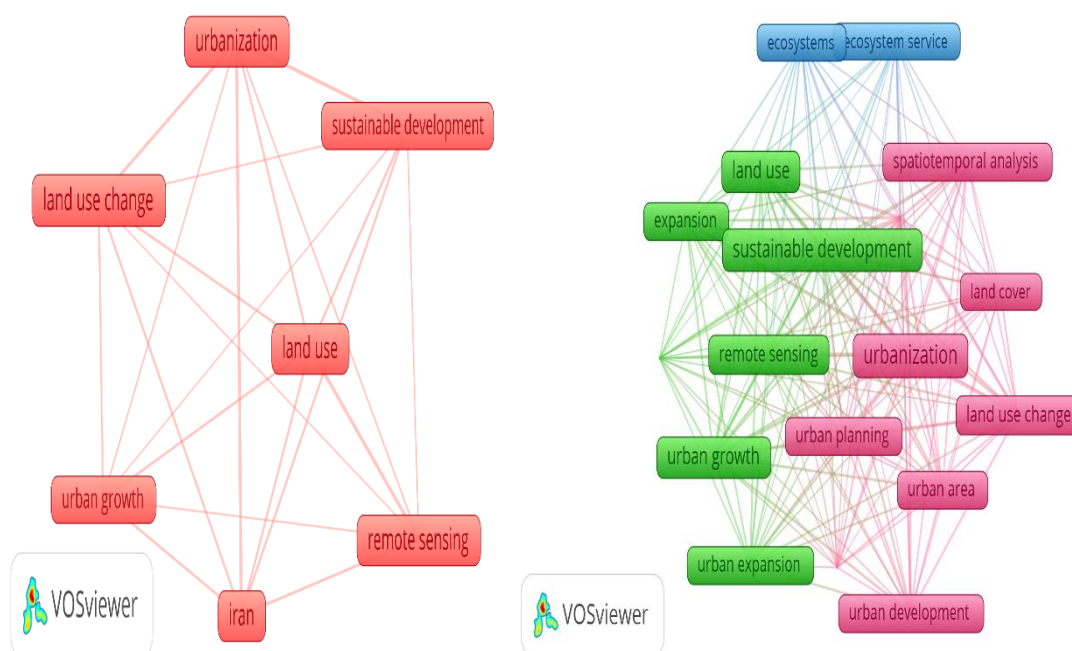 urbanization
sustainable development
land use change
land use
urban growth
remote sensing
iran
VOSviewer
ecosystems
ecosystem service
land use
spatiotemporal analysis
expansion
sustainable development
land cover
remote sensing
urbanization
land use change
urban planning
urban growth
urban area
urban expansion
urban development
VOSviewer